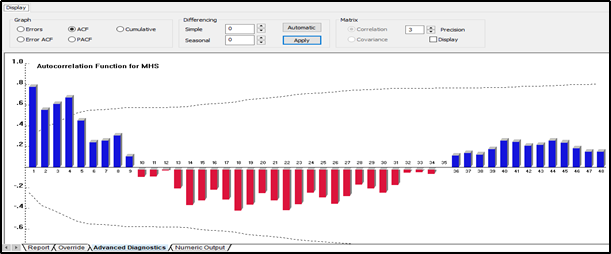 Display
Graph
Differencing
Matrix
Errors
ACF
Cumulative
Simple
0
Automatic
Correlation
3
Precision
Error ACF
PACF
Seasonal
0
Apply
Covariance
Display
Autocorrelation Function for MHS
1.0
.8
.6
.4
.2
-.2
-.4
-.6
10 11 12 13 14 15 16 17 18 19 20 21 22 23 24 25 26 27 28 29 30 31 32 33 34 35
1 2 3 4 5 6 7 8 9 36 37 38 39 40 41 42 43 44 45 46 47 48
Report Override Advanced Diagnostics Numeric Output